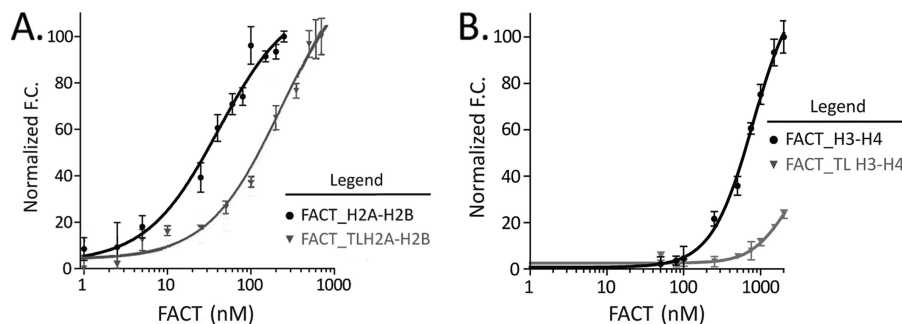 A.
Normalized F.C.
100
80
60
40
20
0
1
10
100
1000
FACT (nM)
Legend
FACT_H2A-H2B
FACT_TLH2A-H2B
B.
Normalized F.C.
100
80
60
40
20
0
1
10
100
1000
FACT (nM)
Legend
FACT_H3-H4
FACT_TL H3-H4